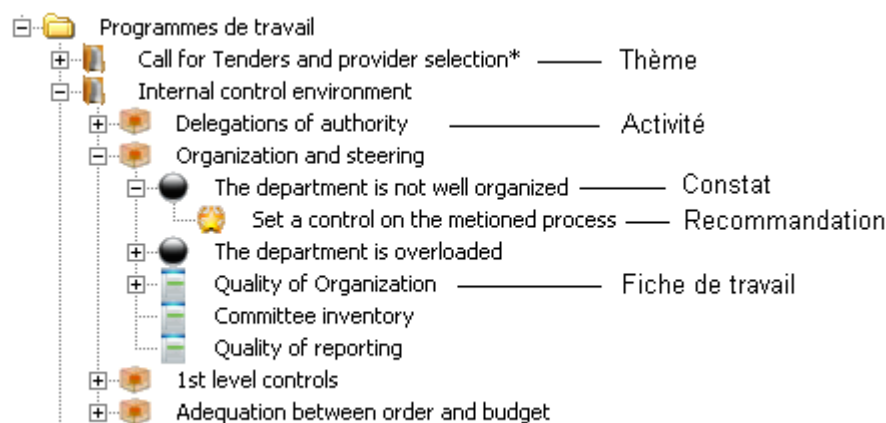 Programmes de travail
Call for Tenders and provider selection* Thème
Internal control environment
Delegations of authority Activité
Organization and steering
The department is not well organized Constat
Set a control on the metioned process Recommandation
The department is overloaded
Quality of Organization Fiche de travail
Committee inventory
Quality of reporting
1st level controls
Adequation between order and budget